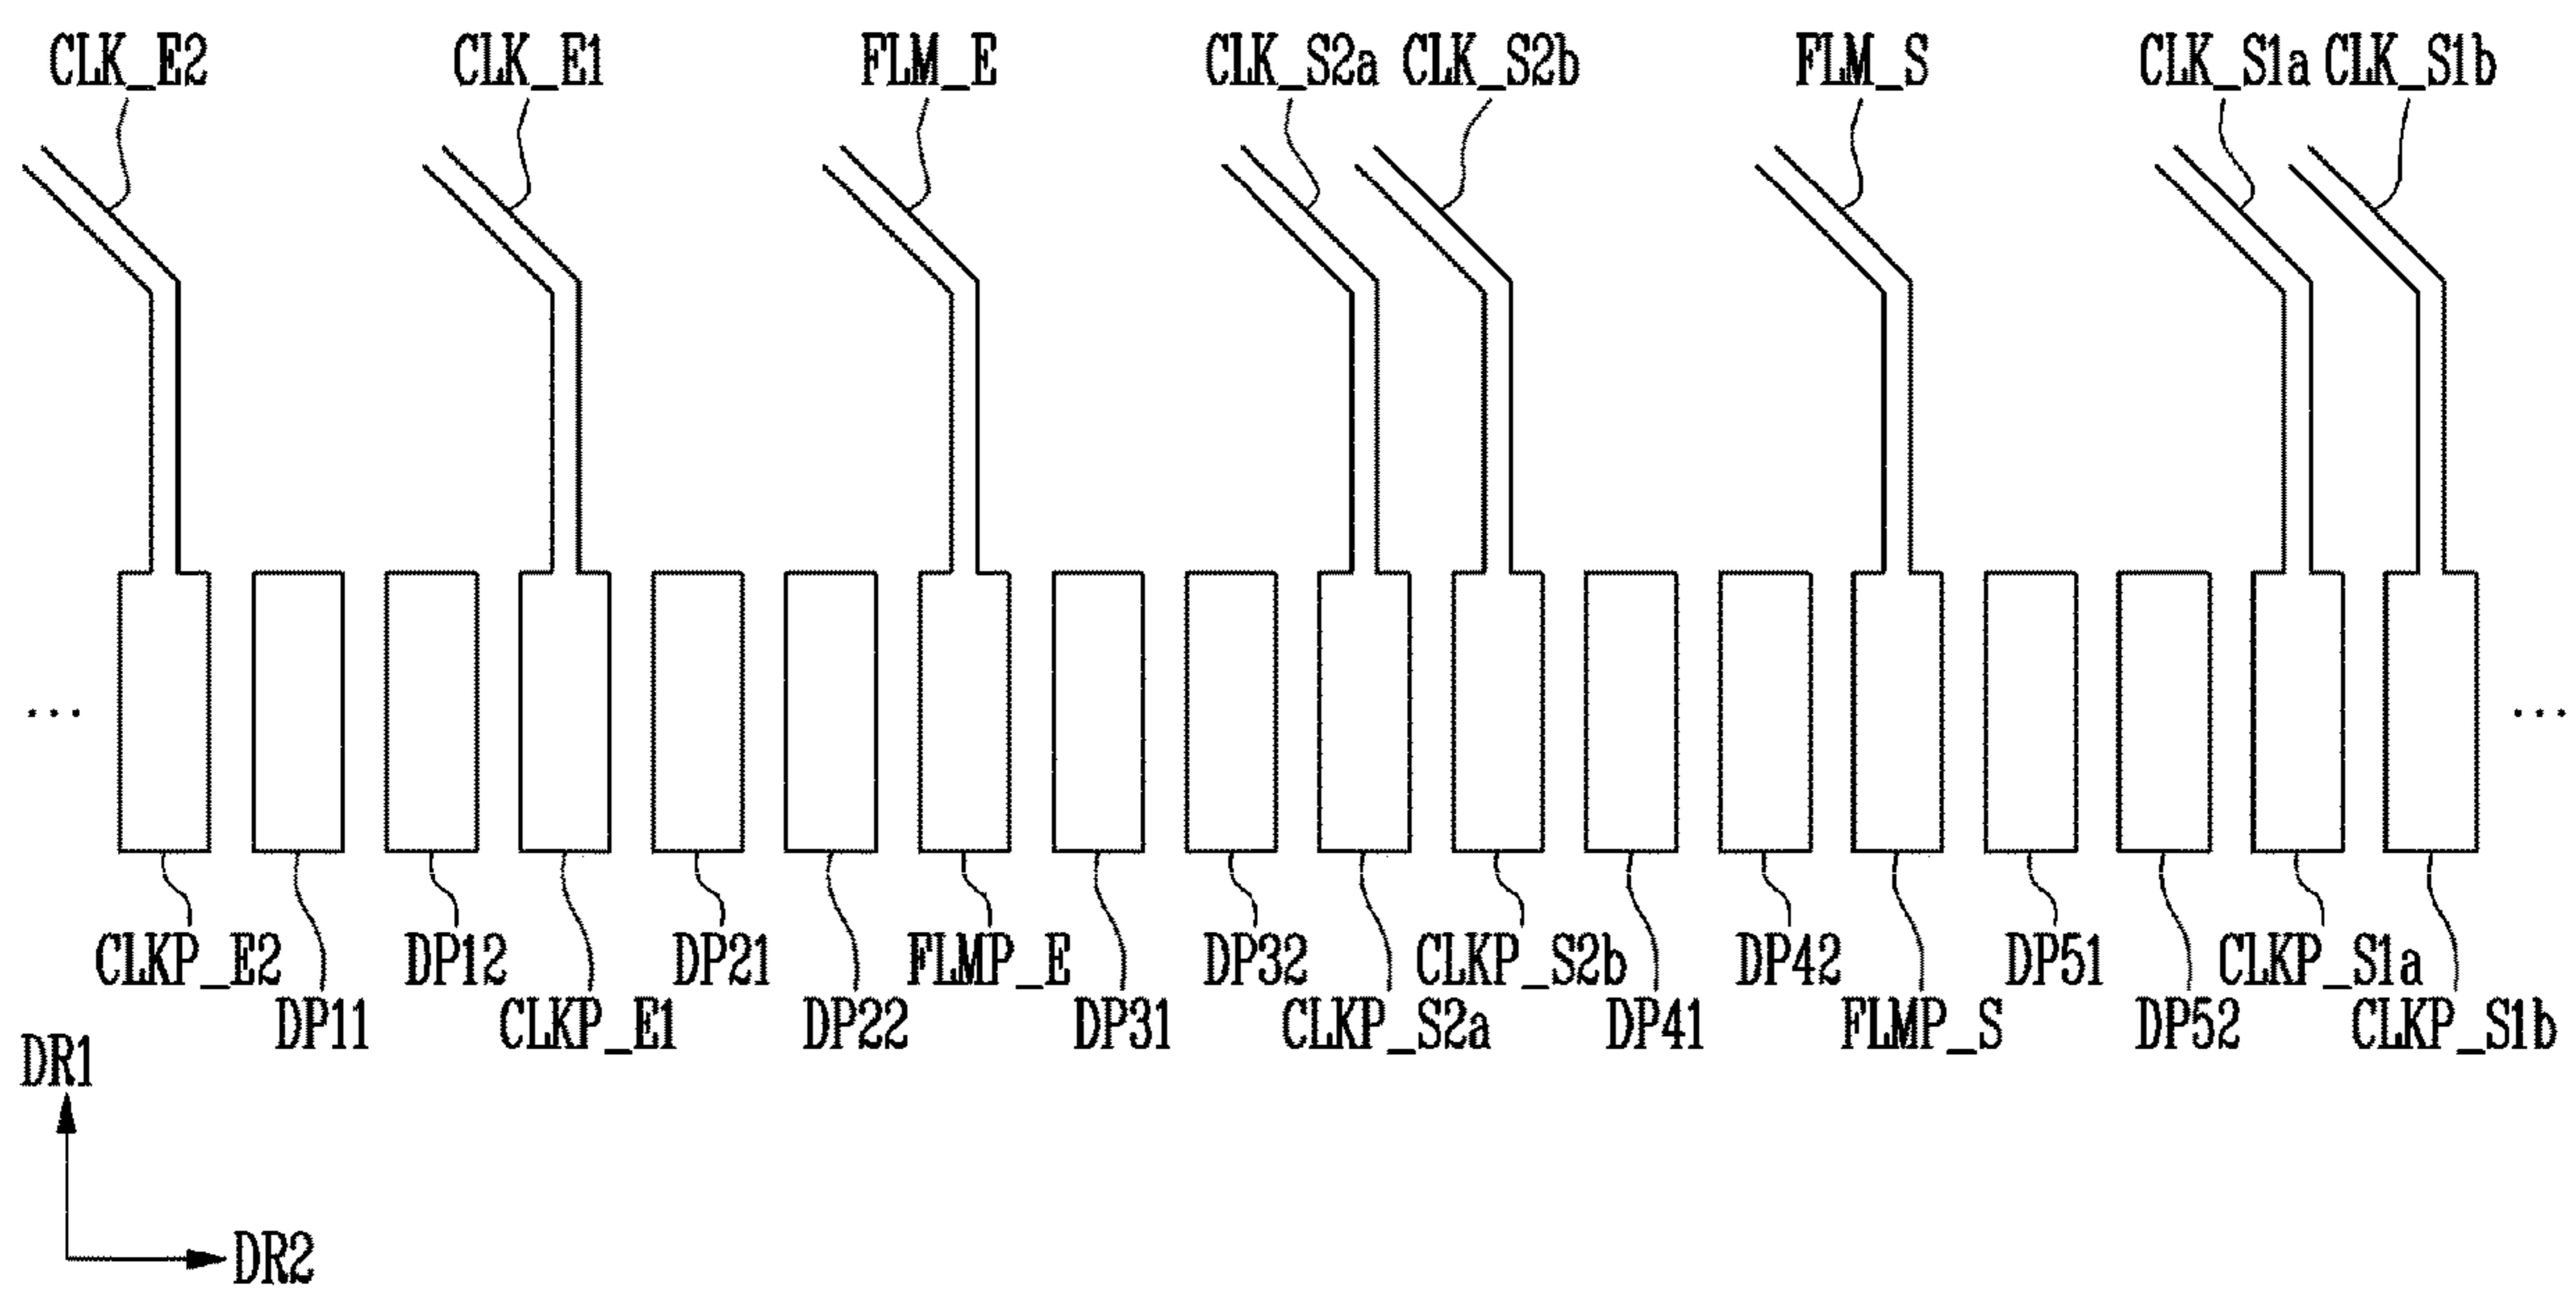 CLK_E2 CLK_E1 FLM_E CLK_S2a CLK_S2b FLM_S CLK_S1a CLK_S1b
... ...
CLKP_E2 DP12 DP21 FLMP_E DP32 CLKP_S2b DP42 DP51 CLKP_S1a
DP11 CLKP_E1 DP22 DP31 CLKP_S2a DP41 FLMP_S DP52 CLKP_S1b
DR1
DR2